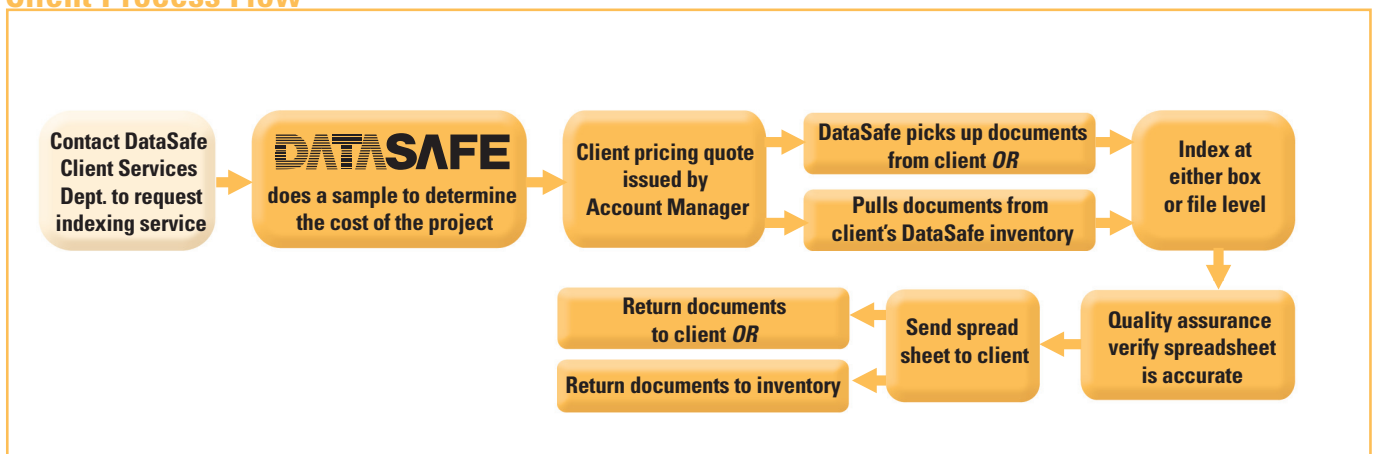 Client Process Flow
Contact DataSafe
Client Services
Dept. to request
indexing service
DATASAFE
does a sample to determine
the cost of the project
Client pricing quote
issued by
Account Manager
DataSafe picks up documents
from client OR
Pulls documents from
client's DataSafe inventory
Index at
either box
or file level
Quality assurance
verify spreadsheet
is accurate
Send spread
sheet to client
Return documents
to client OR
Return documents to inventory